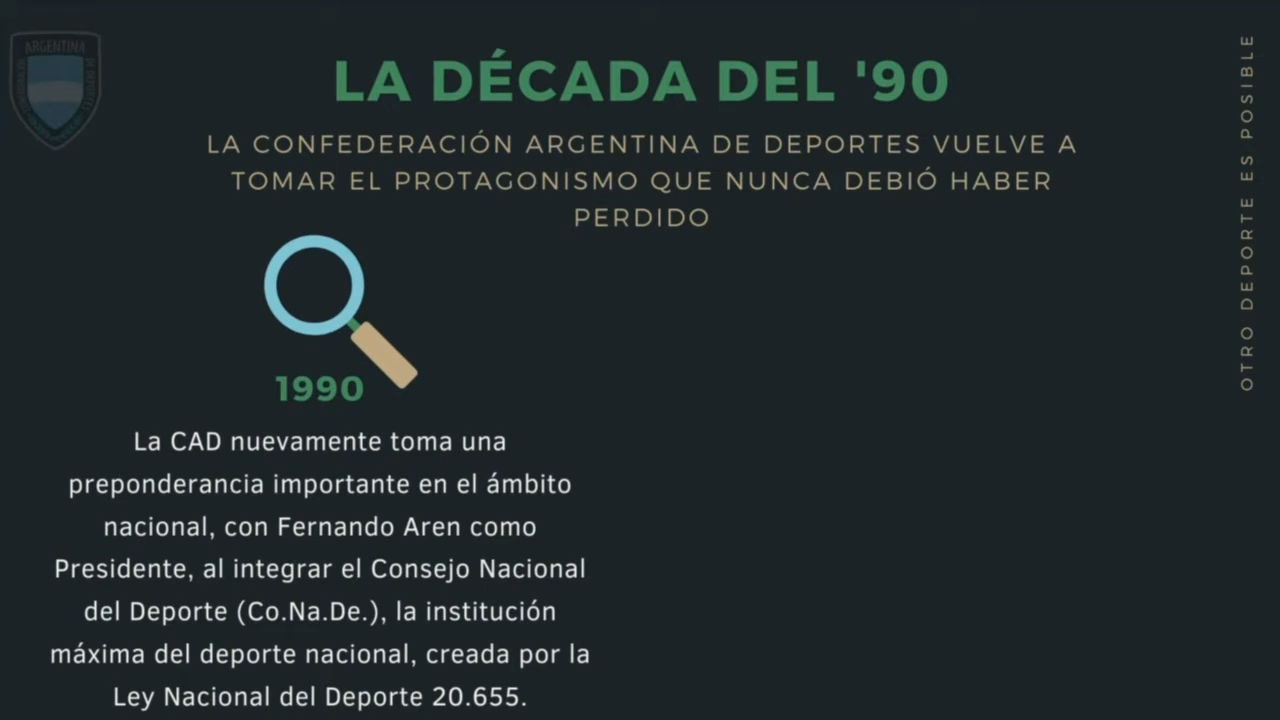 ARGENTINA
LA DÉCADA DEL '90
LA CONFEDERACIÓN ARGENTINA DE DEPORTES VUELVE A
TOMAR EL PROTAGONISMO QUE NUNCA DEBIÓ HABER
PERDIDO
1990
La CAD nuevamente toma una
preponderancia importante en el ámbito
nacional, con Fernando Aren como
Presidente, al integrar el Consejo Nacional
del Deporte (Co.Na.De.), la institución
máxima del deporte nacional, creada por la
Ley Nacional del Deporte 20.655.
OTRO DEPORTE ES POSIBLE